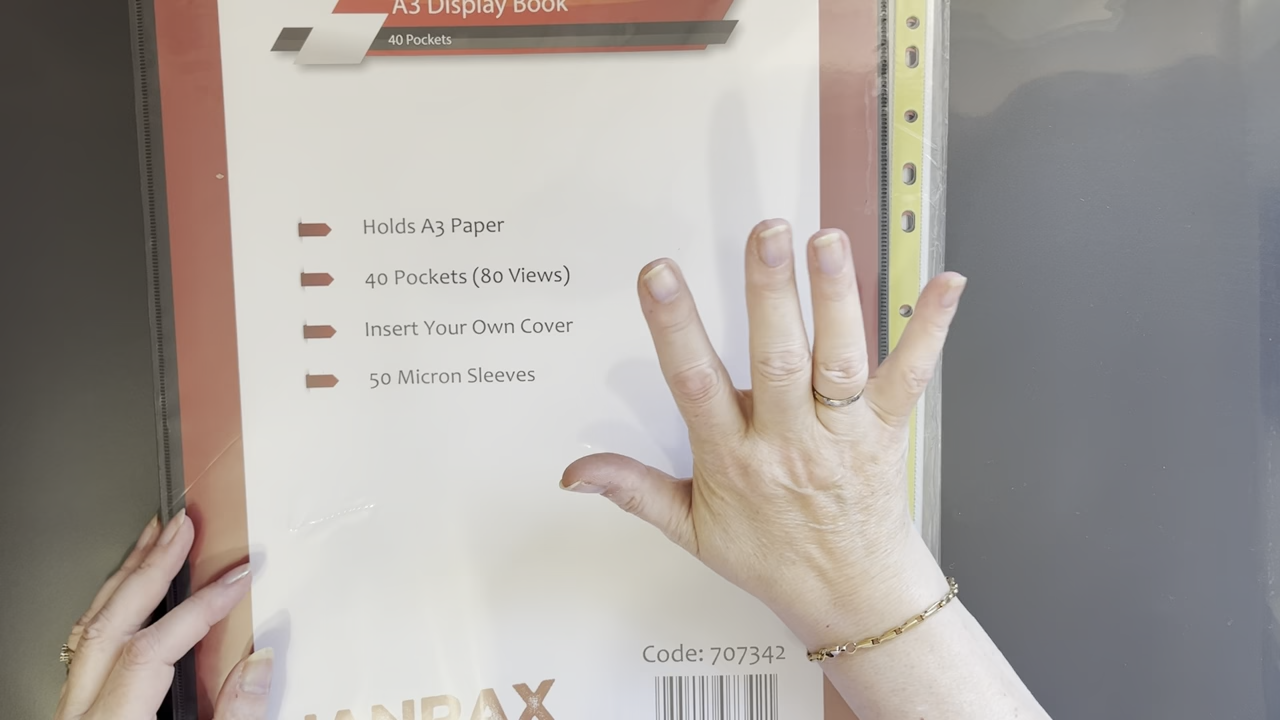 A3 Display Book
40 Pockets
Holds A3 Paper
40 Pockets (80 Views)
Insert Your Own Cover
50 Micron Sleeves
Code: 707342
JANRAX